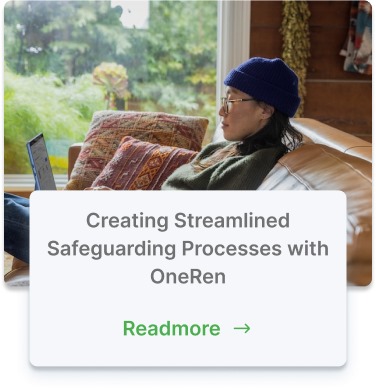 Creating Streamlined
Safeguarding Processes with
OneRen
Readmore →